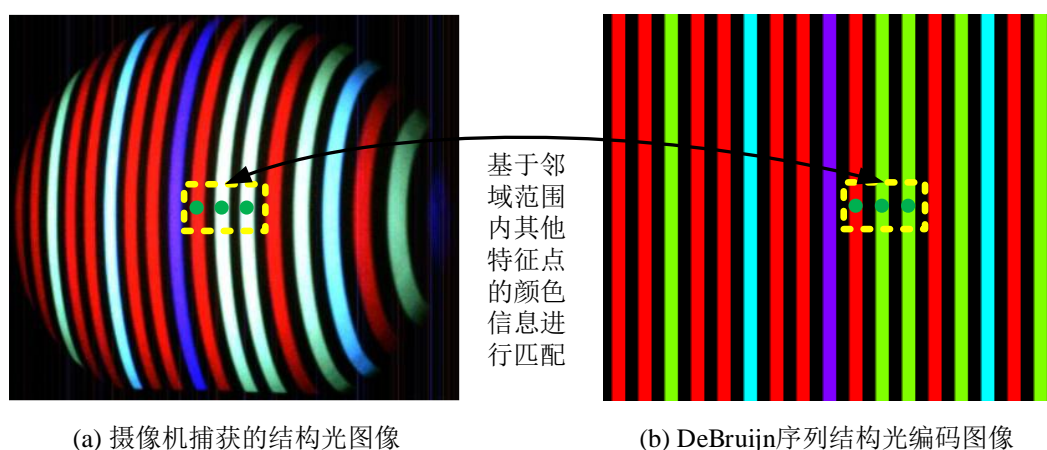 基于邻
域范围
内其他
特征点
的颜色
信息进
行匹配
(a) 摄像机捕获的结构光图像
(b) DeBruijn序列结构光编码图像